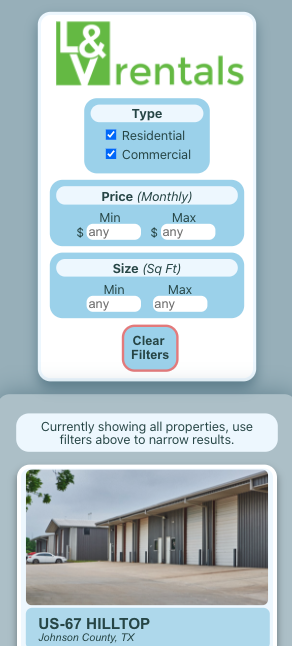 L&V rentals
Type
Residential
Commercial
Price (Monthly)
Min Max
$ any $ any
Size (Sq Ft)
Min Max
any any
Clear
Filters
Currently showing all properties, use
filters above to narrow results.
US-67 HILLTOP
Johnson County, TX